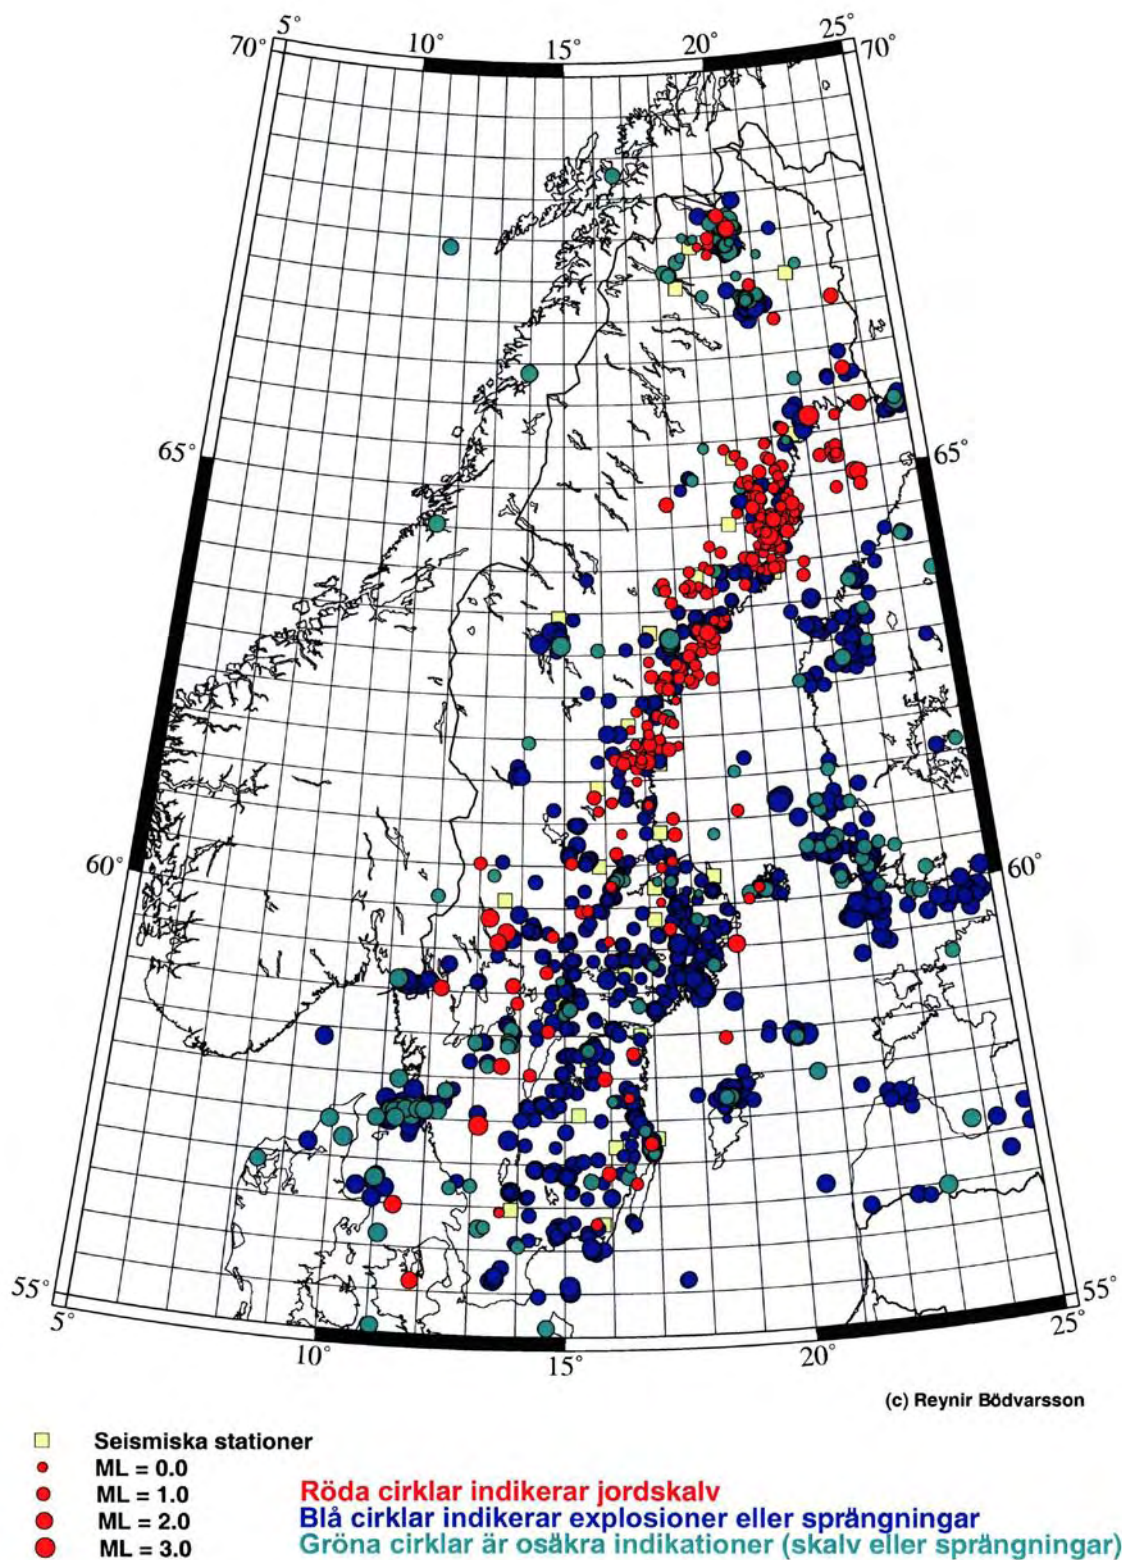 5° 10° 15° 20° 25°
70° 70°
65° 65°
60° 60°
55° 55°
5° 10° 15° 20° 25°
(c) Reynir Bödvarsson
Seismiska stationer
ML = 0.0
ML = 1.0
ML = 2.0
ML = 3.0
Röda cirklar indikerar jordskalv
Blå cirklar indikerar explosioner eller sprängningar
Gröna cirklar är osäkra indikationer (skalv eller sprängningar)